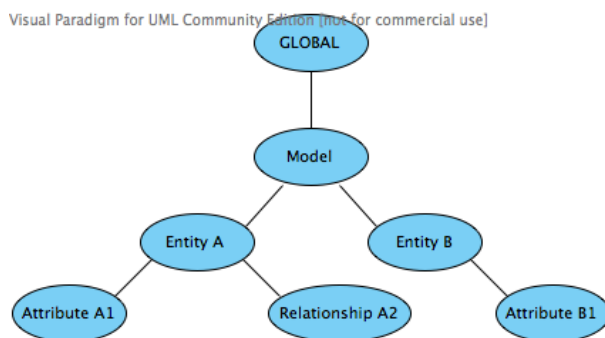 Visual Paradigm for UML Community Edition [not for commercial use]
GLOBAL
Model
Entity A
Entity B
Attribute A1
Relationship A2
Attribute B1